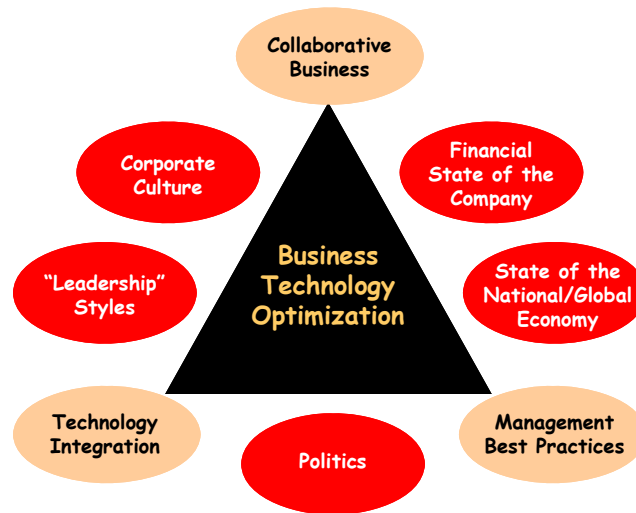 Collaborative
Business
Corporate
Culture
Financial
State of the
Company
Business
Technology
Optimization
“Leadership”
Styles
State of the
National/Global
Economy
Technology
Integration
Politics
Management
Best Practices